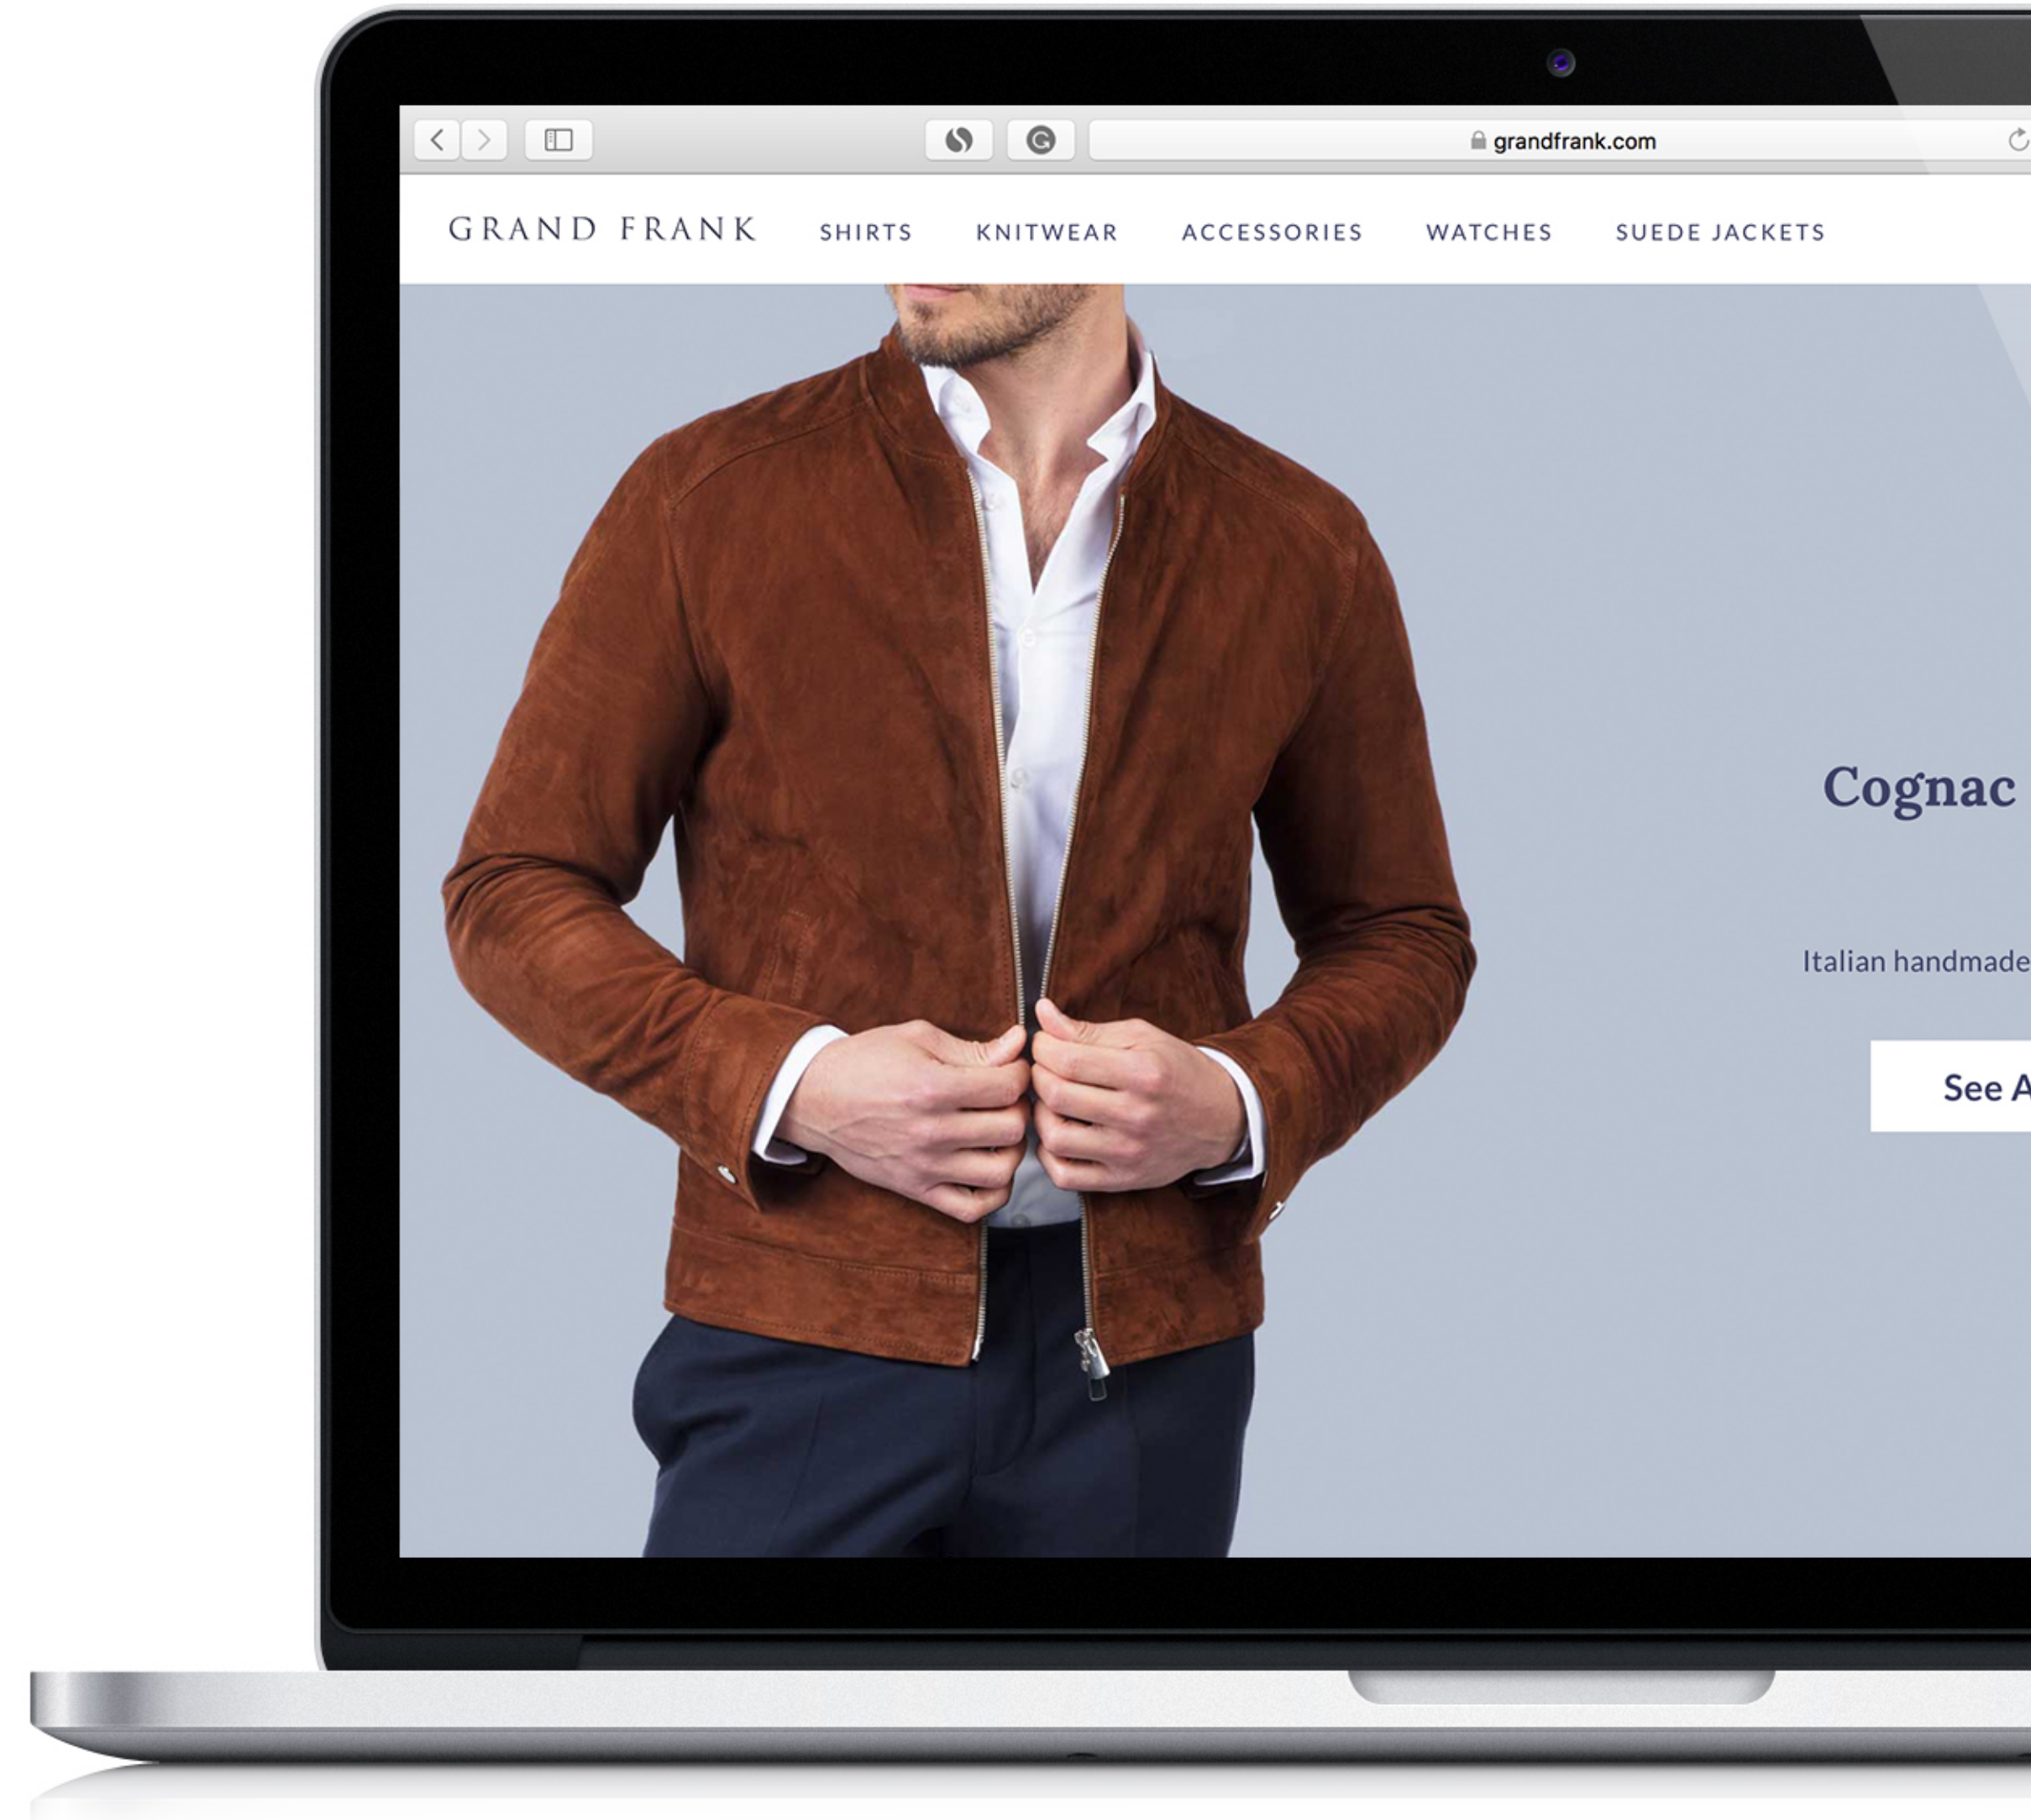 grandfrank.com
GRAND FRANK SHIRTS KNITWEAR ACCESSORIES WATCHES SUEDE JACKETS
Cognac
Italian handmade
See A